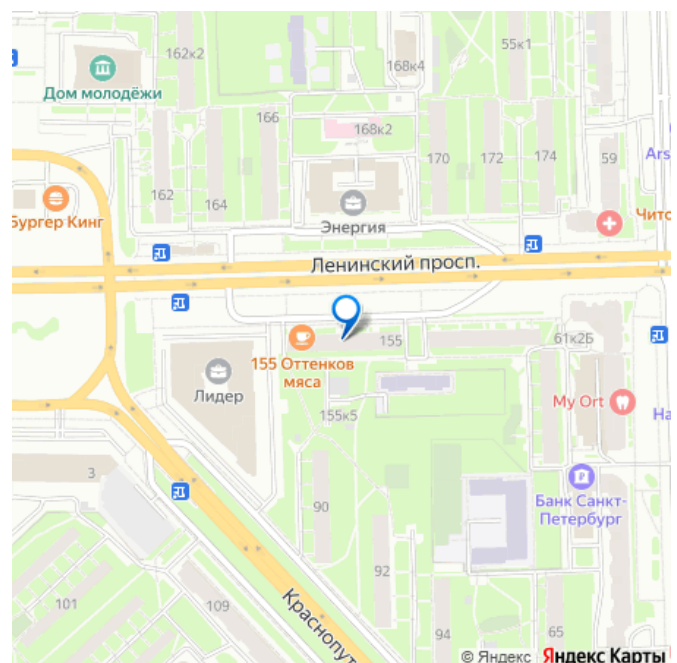 162к2
55к1
168к4
Дом молодёжи
166
168к2
170
172
174
59
Ars
162
164
Бургер Кинг
Энергия
Чито
Ленинский просп.
155
61к2Б
155 Оттенков
мяса
Лидер
My Ort
На
155к5
3
90
Банк Санкт-
Петербург
92
101
109
Краснопут
94
65
© Яндекс Яндекс Карты